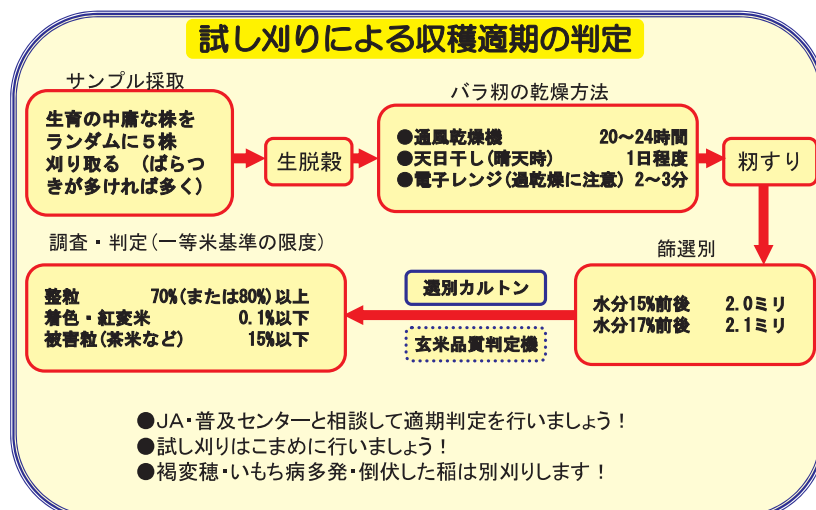 試し刈りによる収穫適期の判定
サンプル採取
生育の中庸な株を
ランダムに5株
刈り取る (ばらつ
きが多ければ多く)
生脱穀
バラ籾の乾燥方法
●通風乾燥機 20〜24時間
●天日干し(晴天時) 1日程度
●電子レンジ(過乾燥に注意) 2〜3分
籾すり
篩選別
水分15%前後 2.0ミリ
水分17%前後 2.1ミリ
選別カルトン
玄米品質判定機
調査・判定(一等米基準の限度)
整粒 70%(または80%)以上
着色・紅変米 0.1%以下
被害粒(茶米など) 15%以下
●JA・普及センターと相談して適期判定を行いましょう!
●試し刈りはこまめに行いましょう!
●褐変穂・いもち病多発・倒伏した稲は別刈りします!